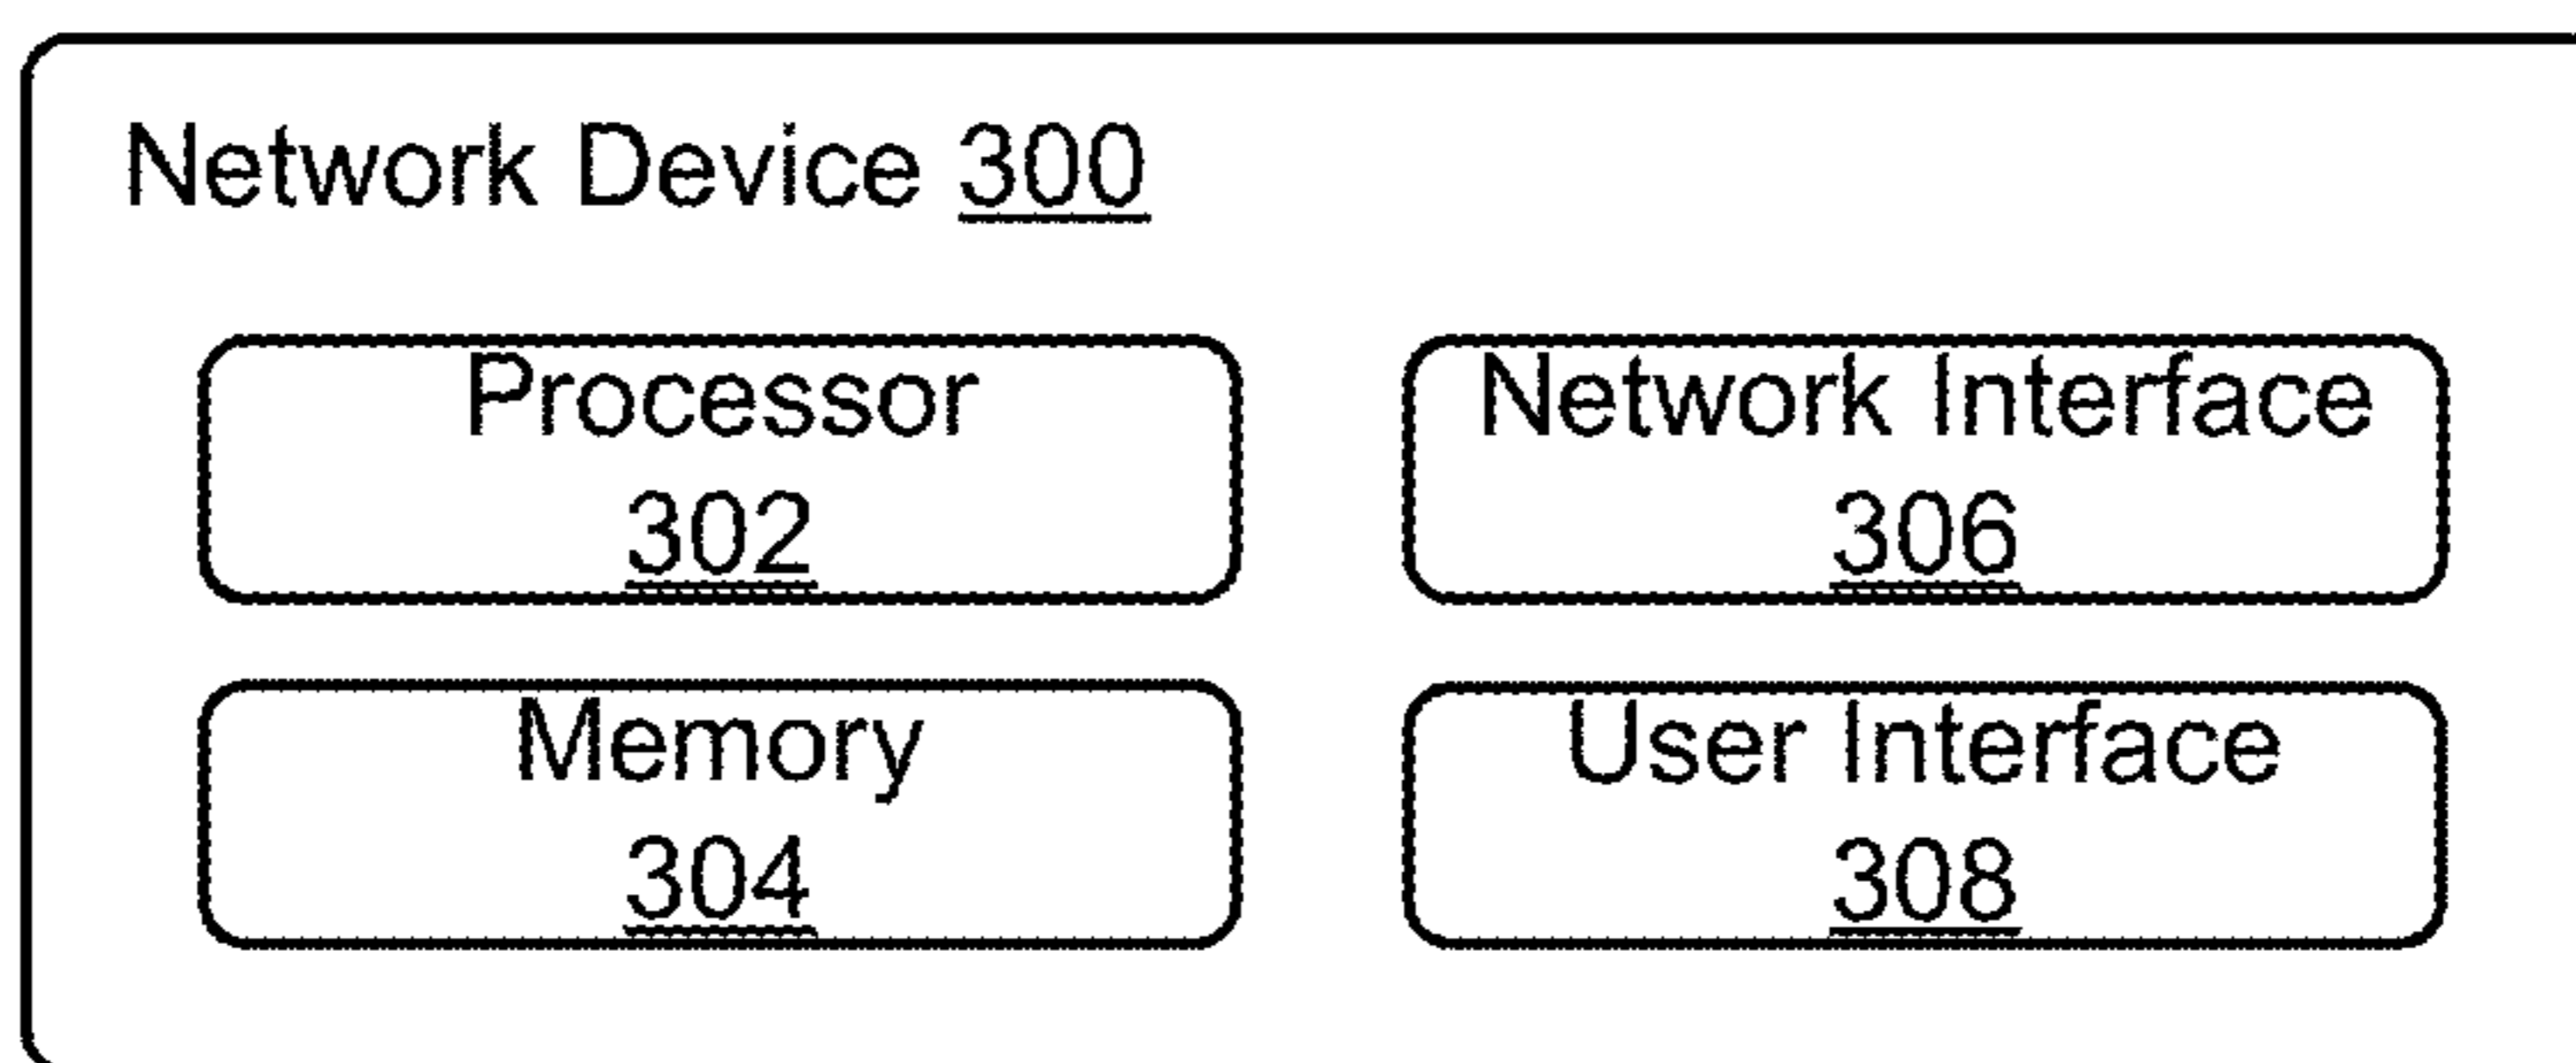 Network Device 300
Processor
302
Network Interface
306
Memory
304
User Interface
308